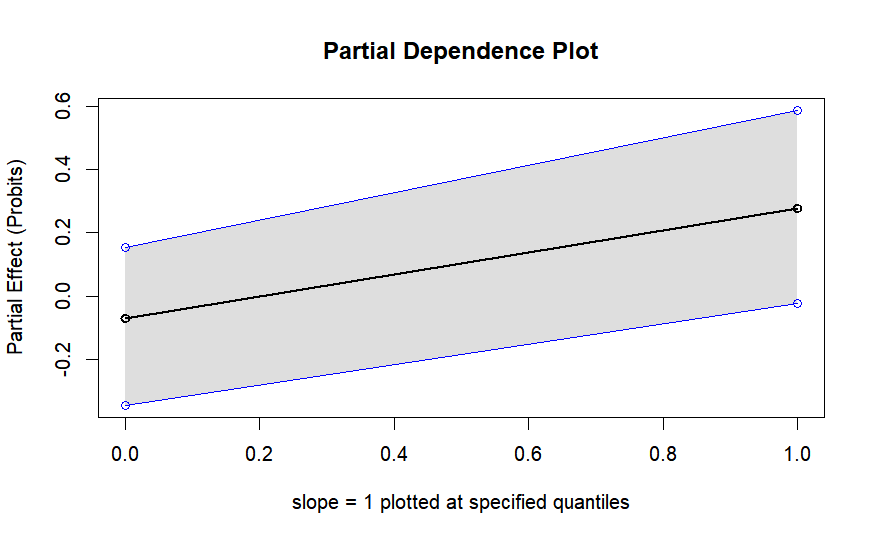 Partial Dependence Plot
Partial Effect (Probits)
0.6
0.4
0.2
0.0
-0.2
0.0 0.2 0.4 0.6 0.8 1.0
slope = 1 plotted at specified quantiles